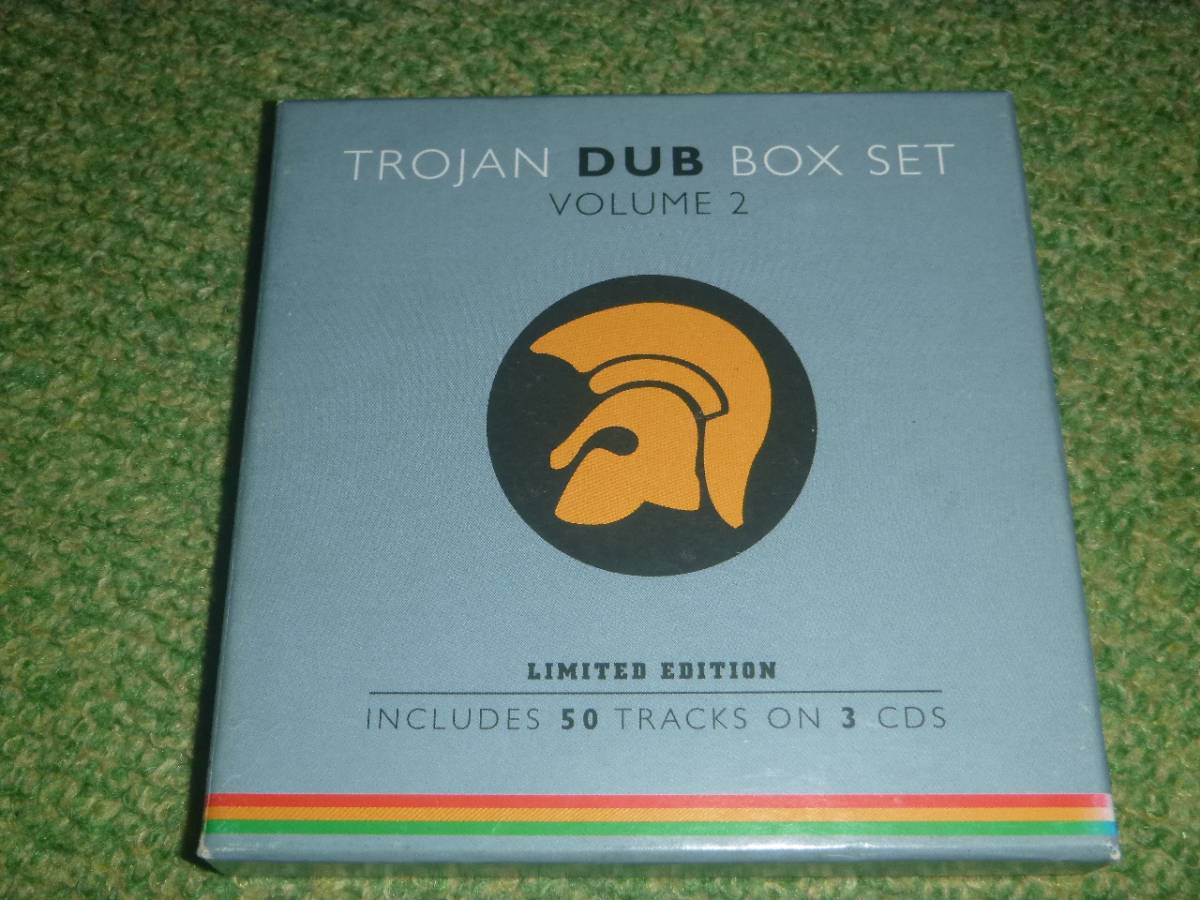 TROJAN DUB BOX SET
VOLUME 2
LIMITED EDITION
INCLUDES 50 TRACKS ON 3 CDS